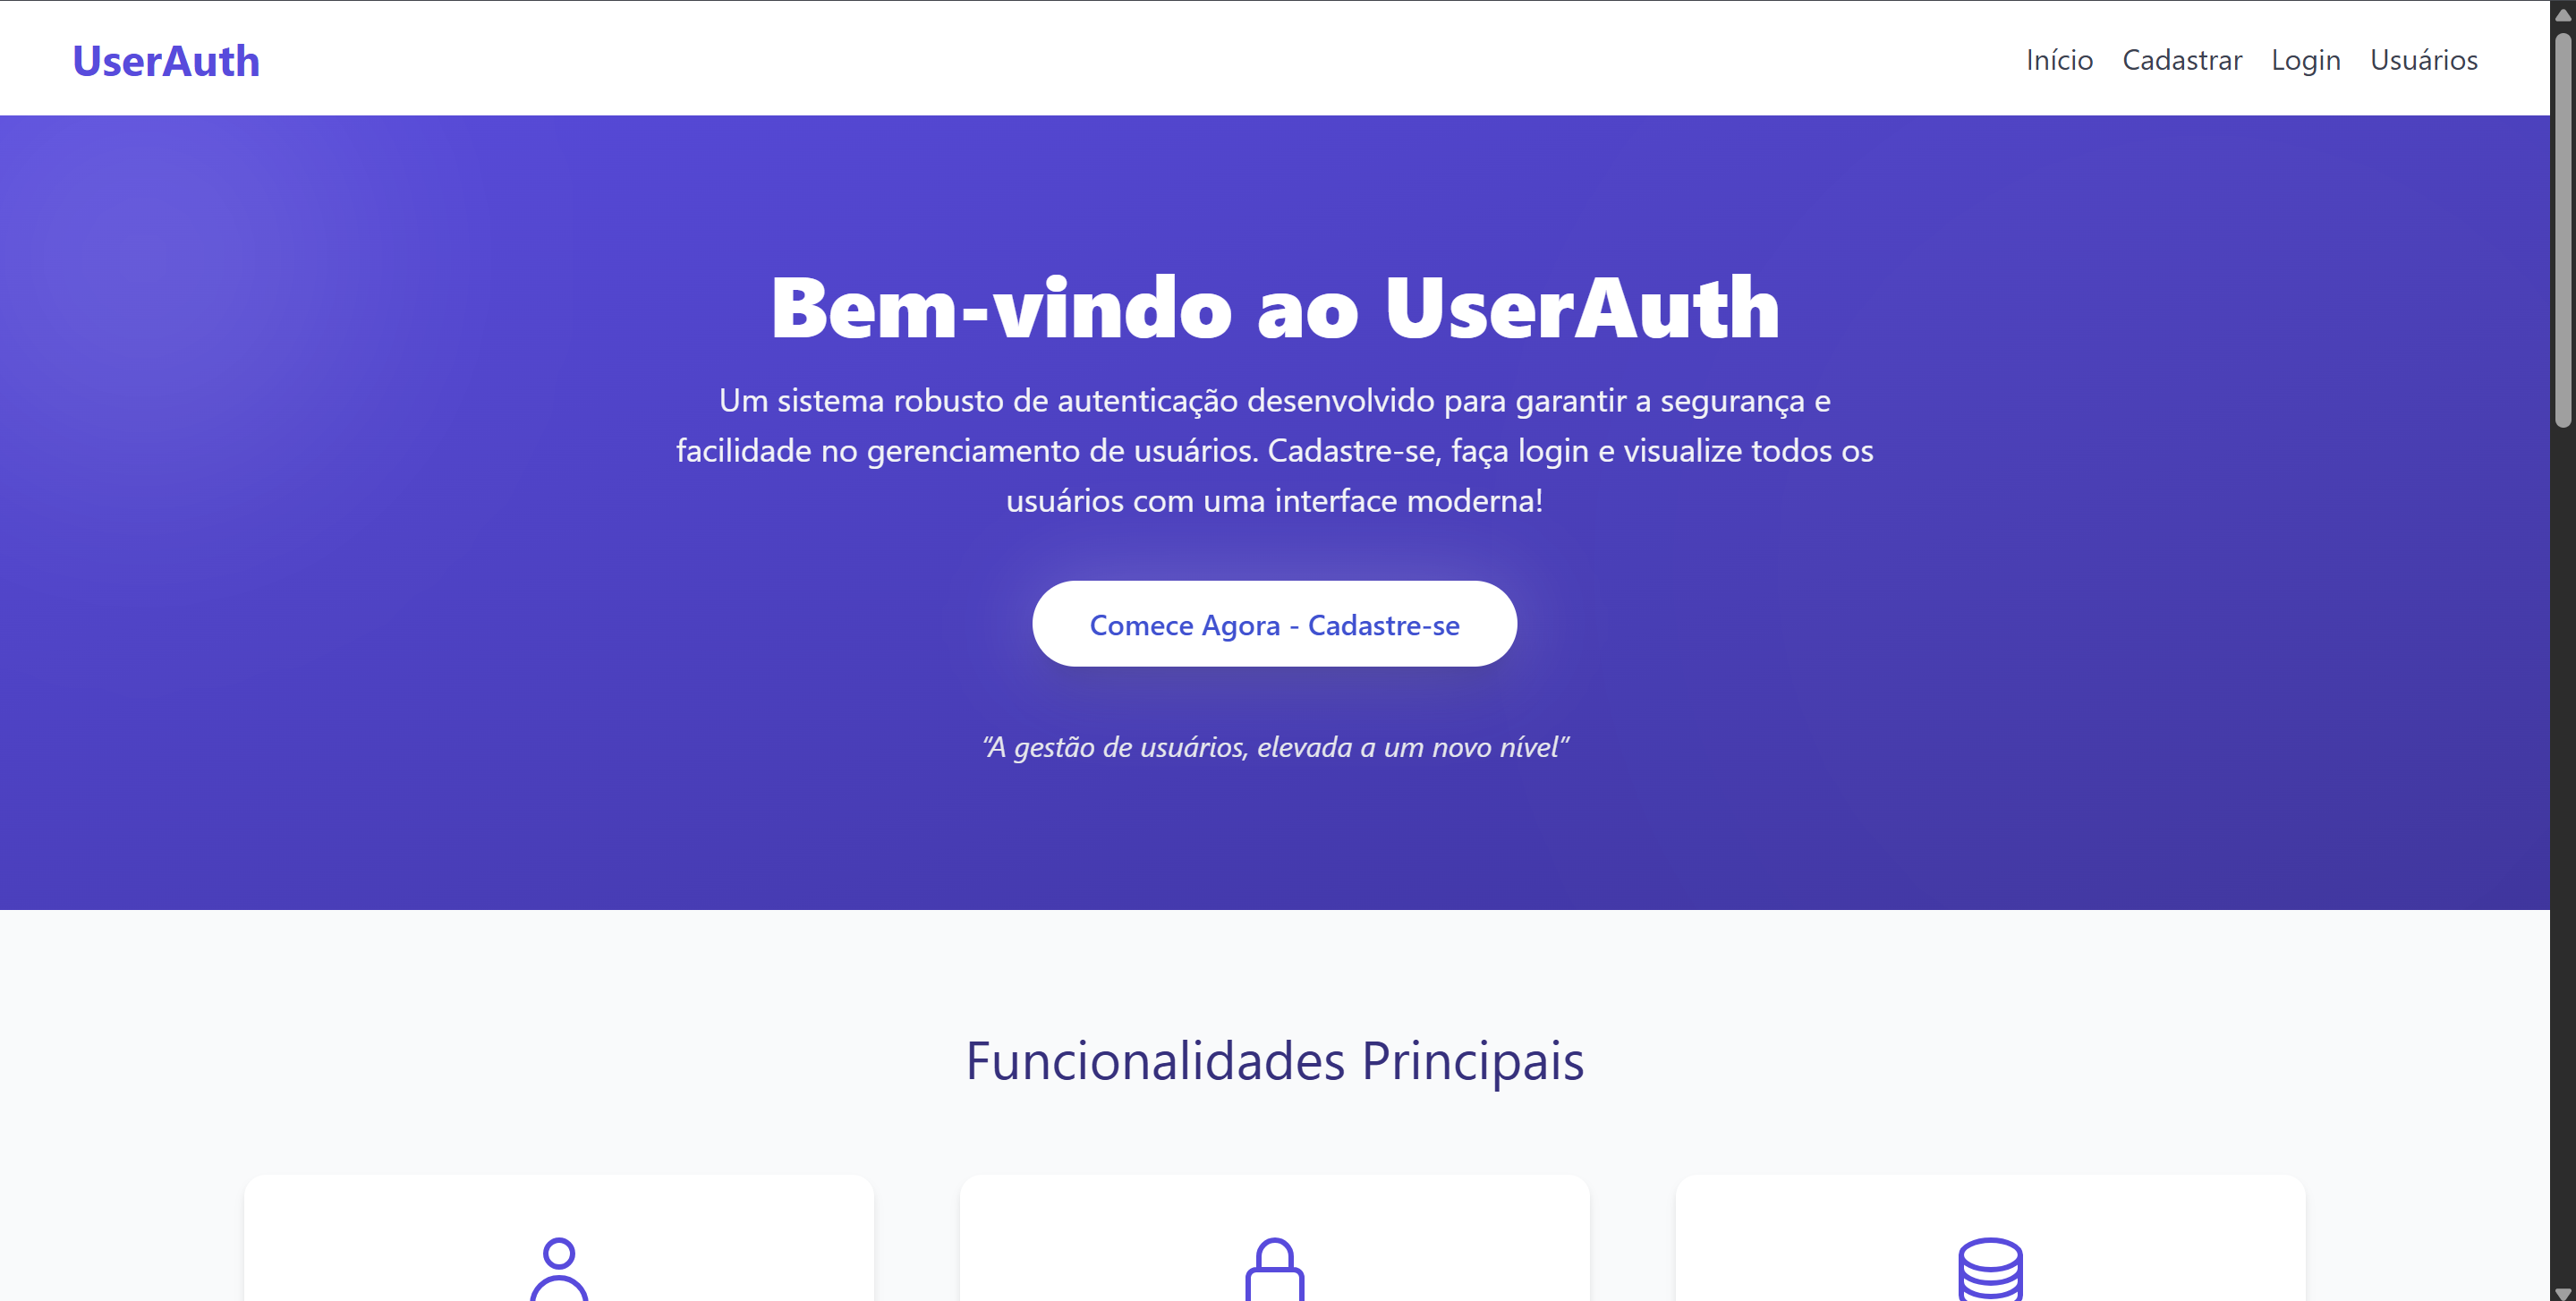 UserAuth
Início
Cadastrar
Login
Usuários
Bem-vindo ao UserAuth
Um sistema robusto de autenticação desenvolvido para garantir a segurança e
facilidade no gerenciamento de usuários. Cadastre-se, faça login e visualize todos os
usuários com uma interface moderna!
Comece Agora - Cadastre-se
“A gestão de usuários, elevada a um novo nível”
Funcionalidades Principais